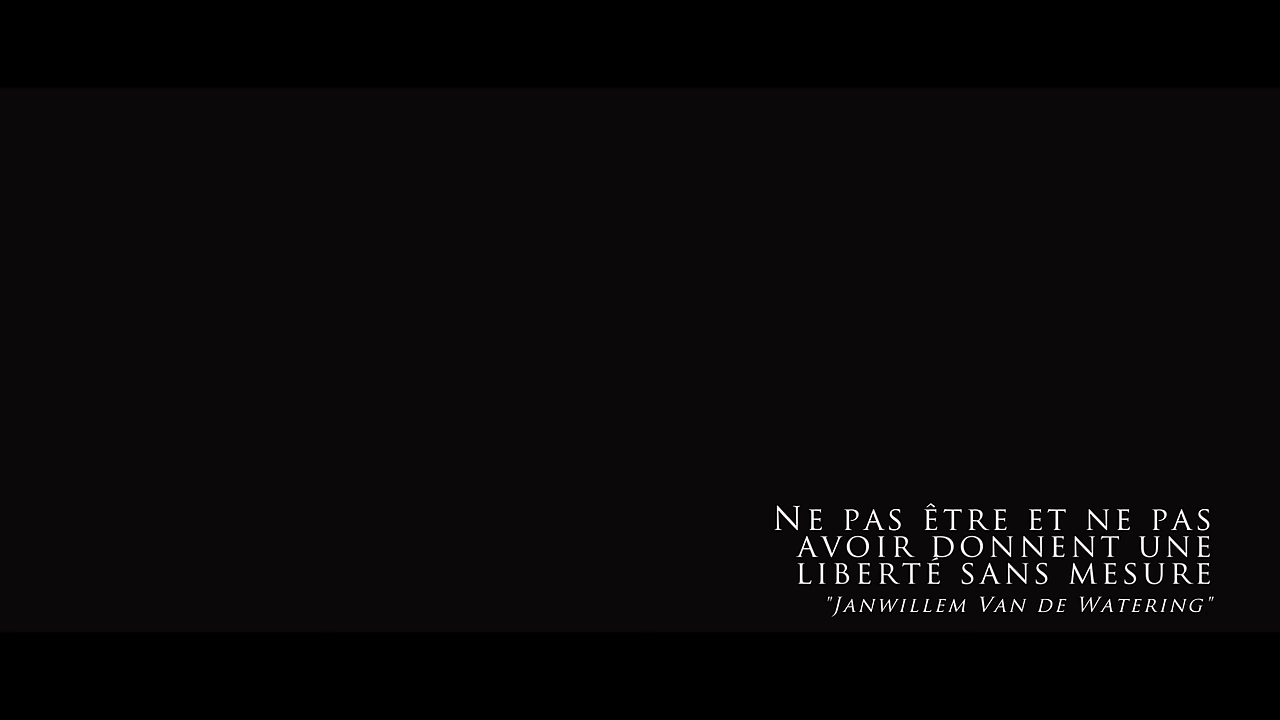 Ne pas être et ne pas
avoir donnent une
liberté sans mesure
"Janwillem Van de Watering"